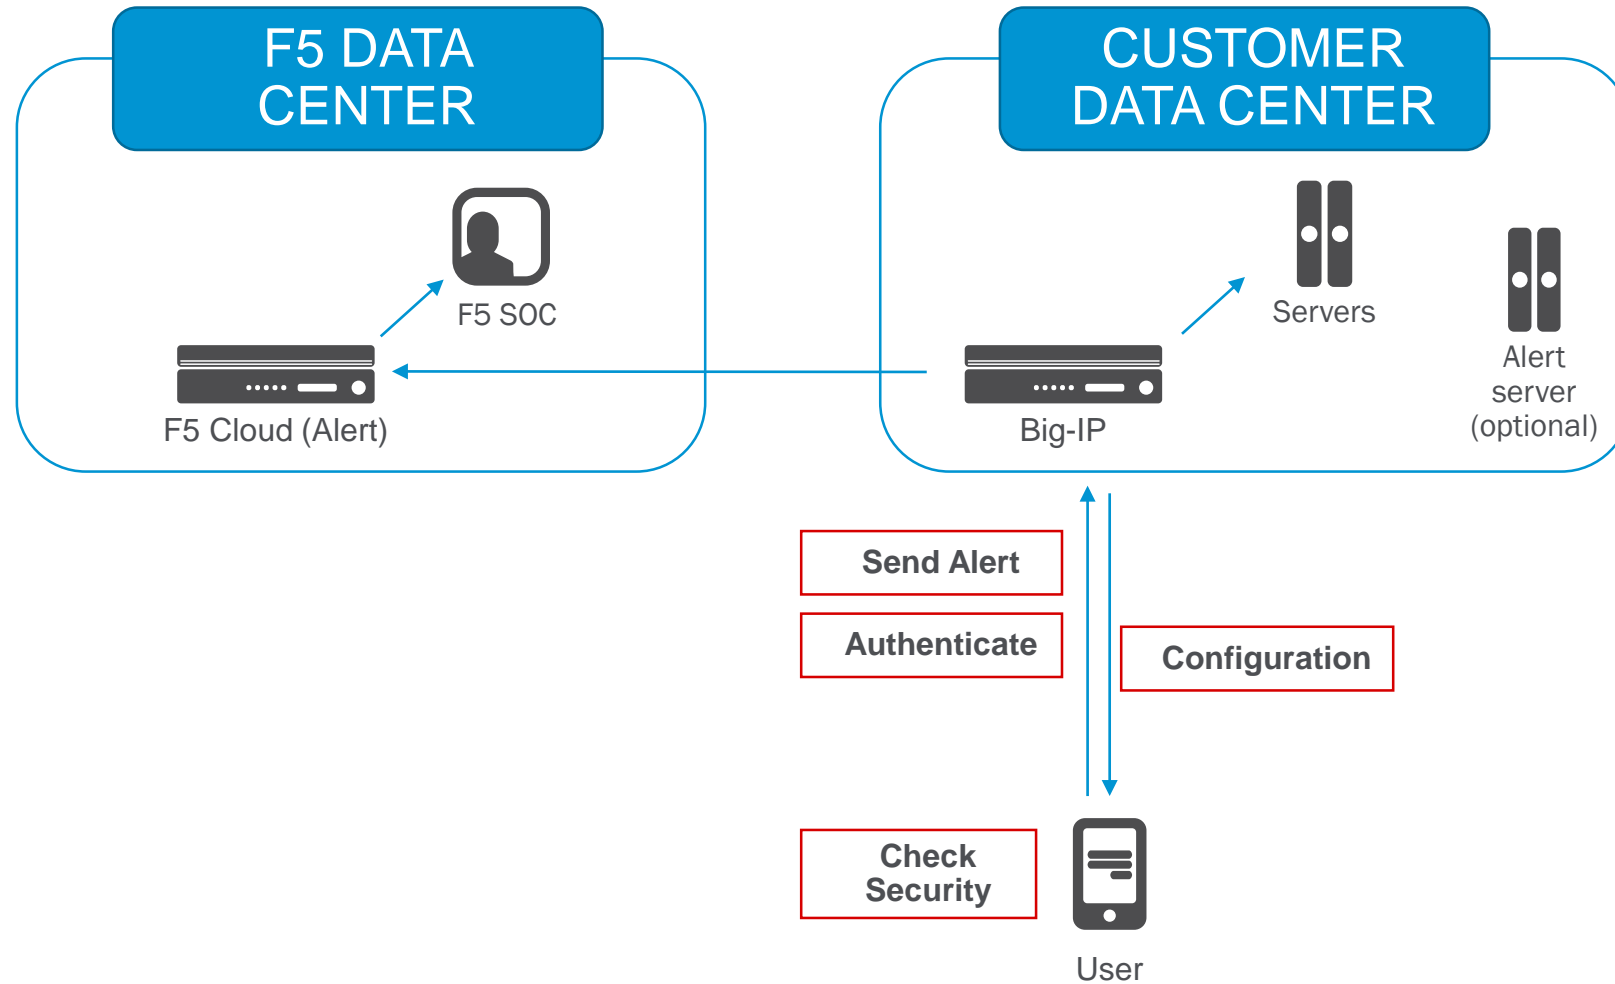 F5 DATA
CENTER
CUSTOMER
DATA CENTER
F5 SOC
Servers
F5 Cloud (Alert)
Big-IP
Alert
server
(optional)
Send Alert
Authenticate
Configuration
Check
Security
User